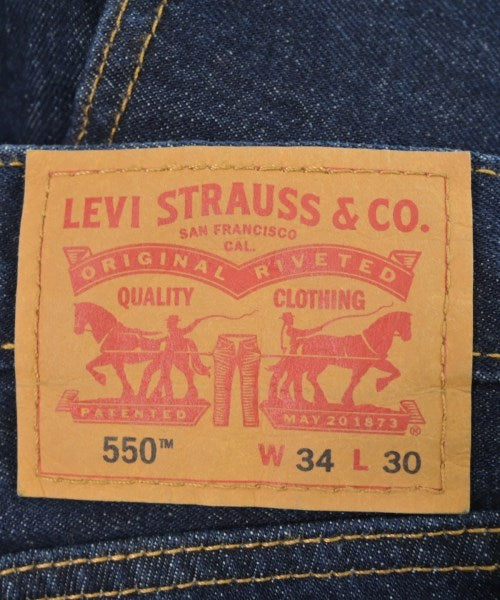 LEVI STRAUSS & CO.
SAN FRANCISCO
CAL.
ORIGINAL RIVETED
QUALITY CLOTHING
PATENTED MAY 20 1873 ®
550™ W 34 L 30